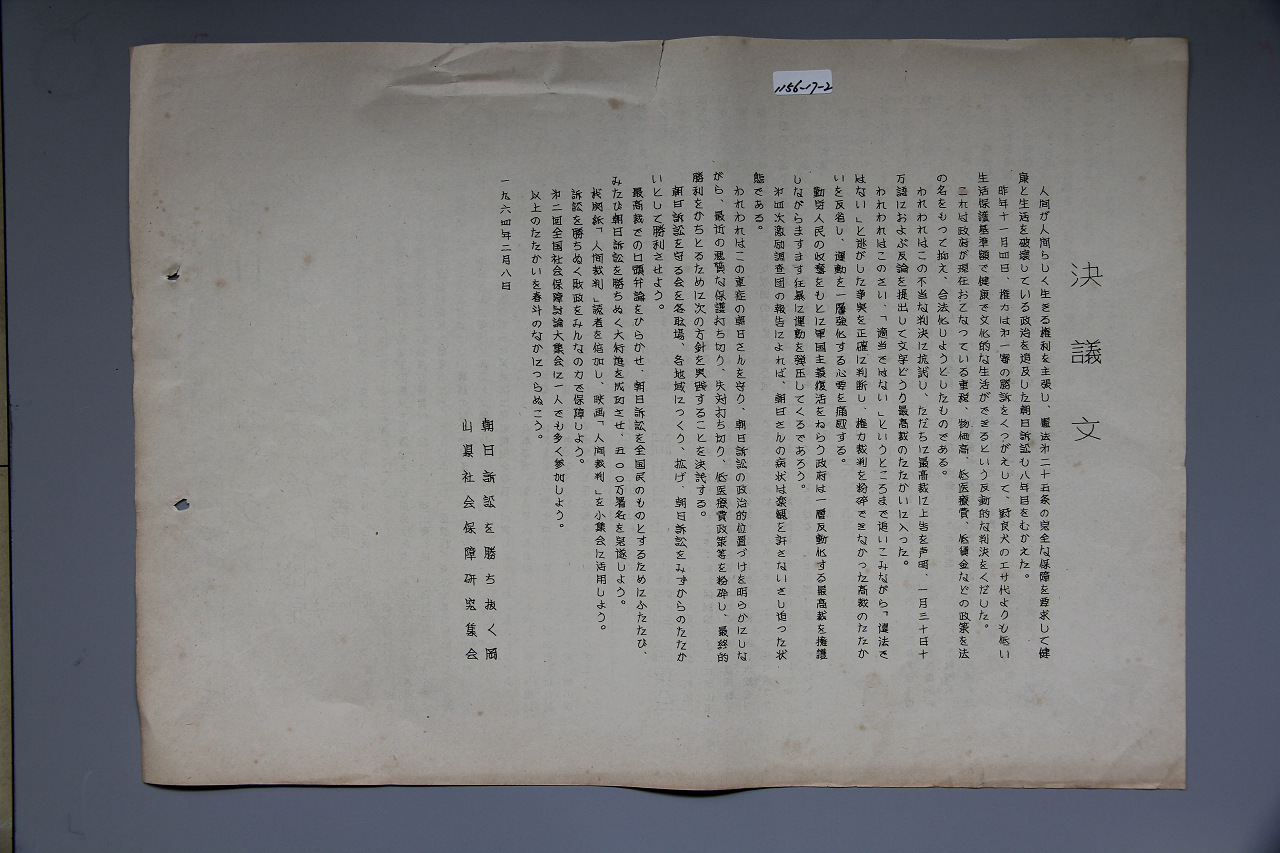 1156-17-2
決議文
人間が人間らしく生きる権利を主張し、憲法第二十五条の完全な保障を要求して健
康と生活を破壊している政治を追及した朝日訴訟も八年目をむかえた。
昨年十一月四日、権力は第一審の勝訴をくつがえして、野良犬のエサ代よりも低い
生活保護基準額で健康で文化的な生活ができるという反動的な判決をくだした。
これは政府が現在おこなっている重税、物価高、低医療費、低賃金などの政策を法
の名をもって抑え、合法化しようとしたものである。
われわれはこの不当な判決に抗議し、ただちに最高裁に上告を声明、一月三十日十
万語におよぶ反論を提出して文字どうり最高裁のたたかいに入った。
われわれはこのさい、「適当ではない」というところまで追いこみながら「違法で
はない」と逃がした事実を正確に判断し、権力裁判を粉砕できなかった高裁のたたか
いを反省し、運動を一層強化する必要を痛感する。
勤労人民の収奪をもとに軍国主義復活をねらう政府は一層反動化する最高裁を擁護
しながらますます狂暴に運動を弾圧してくるであろう。
第四次激励調査団の報告によれば、朝日さんの病状は楽観を許さないさし迫った状
態である。
われわれはこの重症の朝日さんを守り、朝日訴訟の政治的位置づけを明らかにしな
がら、最近の悪質な保護打ち切り、失対打ち切り、低医療費政策等を粉砕し、最終的
勝利をかちとるために次の方針を実践することを決議する。
朝日訴訟を守る会を各職場、各地域につくり、拡げ、朝日訴訟をみずからのたたか
いとして勝利させよう。
最高裁での口頭弁論をひらかせ、朝日訴訟を全国民のものとするためにふたたび、
みたび朝日訴訟を勝ちぬく大行進を成功させ、五〇〇万署名を完遂しよう。
機関紙「人間裁判」読者を倍加し、映画「人間裁判」を小集会に活用しよう。
訴訟を勝ちぬく財政をみんなの力で保障しよう。
第二回全国社会保障討論大集会に一人でも多く参加しよう。
以上のたたかいを春斗のなかにつらぬこう。
一九六四年二月八日
朝日訴訟を勝ち抜く岡
山県社会保障研究集会